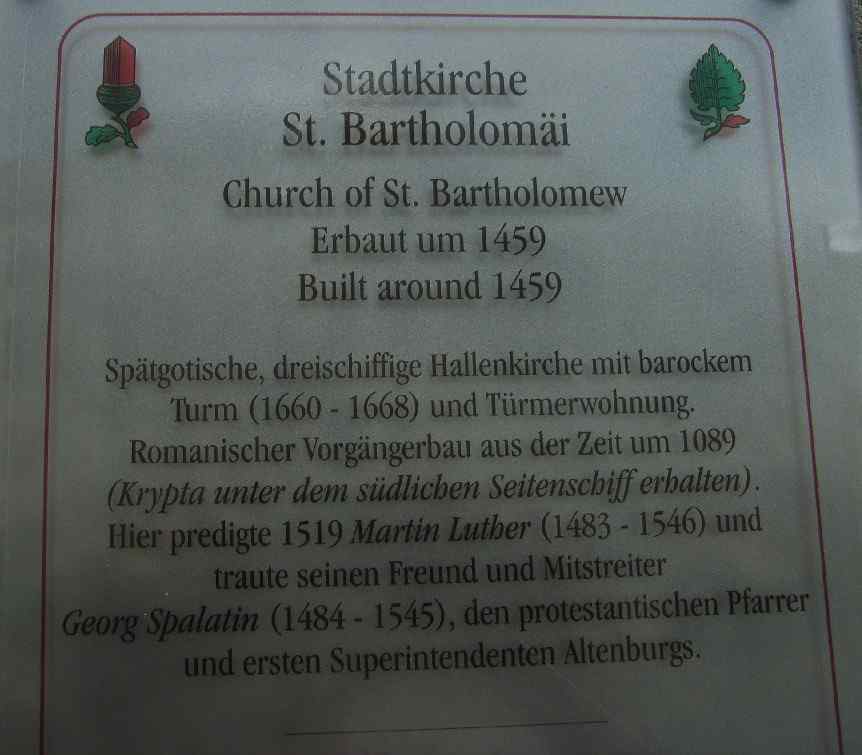 Stadtkirche
St. Bartholomäi
Church of St. Bartholomew
Erbaut um 1459
Built around 1459
Spätgotische, dreischiffige Hallenkirche mit barockem
Turm (1660 - 1668) und Türmerwohnung.
Romanischer Vorgängerbau aus der Zeit um 1089
(Krypta unter dem südlichen Seitenschiff erhalten).
Hier predigte 1519 Martin Luther (1483 - 1546) und
traute seinen Freund und Mitstreiter
Georg Spalatin (1484 - 1545), den protestantischen Pfarrer
und ersten Superintendenten Altenburgs.